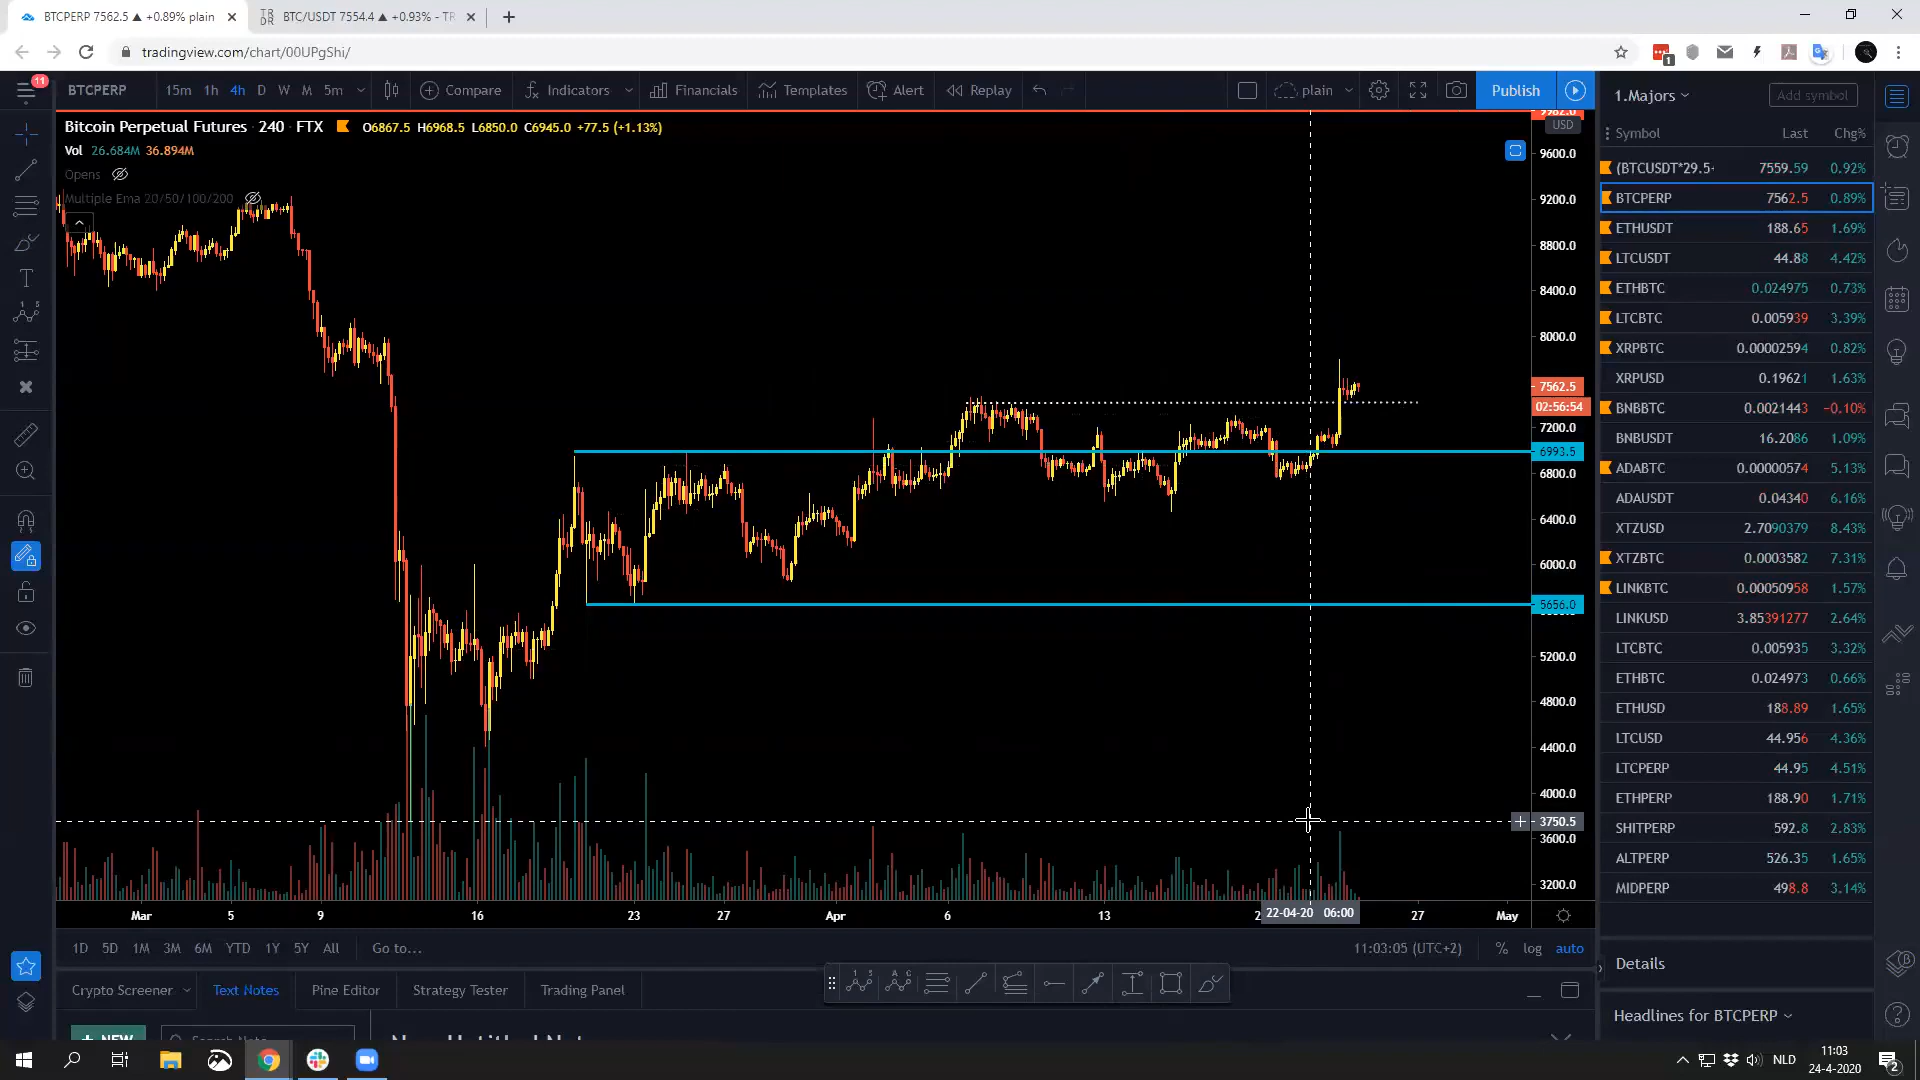 BTCPERP 7562.5 ▲ +0.89% plain
BTC/USDT 7554.4 ▲ +0.93% - TR
tradingview.com/chart/00UPgShi/
1
11
BTCPERP 15m 1h 4h D W M 5m Compare Indicators Financials Templates Alert Replay plain Publish
Bitcoin Perpetual Futures 240 FTX O6867.5 H6968.5 L6850.0 C6945.0 +77.5 (+1.13%)
Vol 26.684M 36.894M
Opens
Multiple Ema 20/50/100/200
USD
9600.0
9200.0
8800.0
8400.0
8000.0
7562.5
02:56:54
7200.0
6993.5
6800.0
6400.0
6000.0
5656.0
5200.0
4800.0
4400.0
4000.0
3750.5
3600.0
3200.0
Mar 5 9 16 23 27 Apr 6 13 22-04-20 06:00 27 May
1D 5D 1M 3M 6M YTD 1Y 5Y All Go to... 11:03:05 (UTC+2) % log auto
Crypto Screener Text Notes Pine Editor Strategy Tester Trading Panel
1.Majors Add symbol
Symbol Last Chg%
(BTCUSDT*29.5+ 7559.59 0.92%
BTCPERP 7562.5 0.89%
ETHUSDT 188.65 1.69%
LTCUSDT 44.88 4.42%
ETHBTC 0.024975 0.73%
LTCBTC 0.005939 3.39%
XRPBTC 0.00002594 0.82%
XRPUSD 0.19621 1.63%
BNBBTC 0.0021443 -0.10%
BNBUSDT 16.2086 1.09%
ADABTC 0.00000574 5.13%
ADAUSDT 0.04340 6.16%
XTZUSD 2.7090379 8.43%
XTZBTC 0.0003582 7.31%
LINKBTC 0.00050958 1.57%
LINKUSD 3.85391277 2.64%
LTCBTC 0.005935 3.32%
ETHBTC 0.024973 0.66%
ETHUSD 188.89 1.65%
LTCUSD 44.956 4.36%
LTCPERP 44.95 4.51%
ETHPERP 188.90 1.71%
SHITPERP 592.8 2.83%
ALTPERP 526.35 1.65%
MIDPERP 498.8 3.14%
Details
Headlines for BTCPERP
NLD
11:03
24-4-2020
2